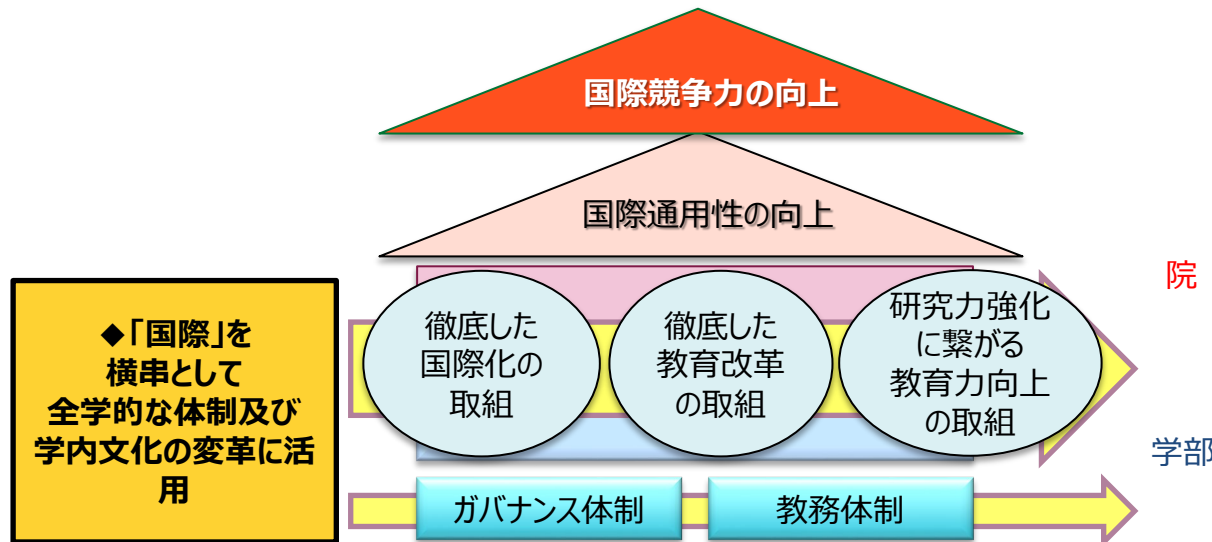 国際競争力の向上
国際通用性の向上
院
◆「国際」を
横串として
全学的な体制及び
学内文化の変革に活
用
徹底した
国際化の
取組
徹底した
教育改革
の取組
研究力強化
に繋がる
教育力向上
の取組
学部
ガバナンス体制
教務体制